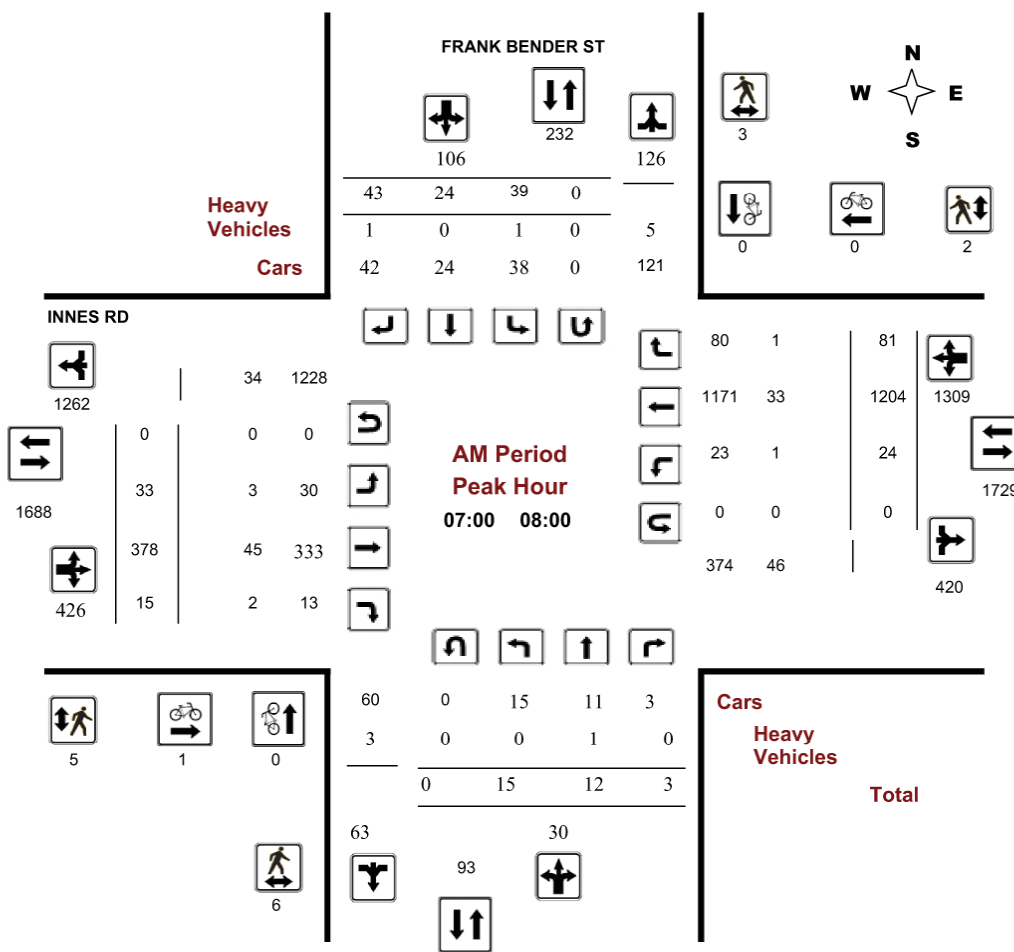 FRANK BENDER ST
N
W E
S
232
3
106 126
43 24 39 0
Heavy
Vehicles
1 0 1 0 5
0 0 2
Cars 42 24 38 0 121
INNES RD
80 1 81
34 1228
1262
1171 33 1204 1309
0 0 0
AM Period
23 1 24
Peak Hour
33 3 30
1729
1688
07:00 08:00
0 0 0
378 45 333
374 46
420
426 15 2 13
60 0 15 11 3 Cars
3 0 0 1 0 Heavy
Vehicles
5 1 0
0 15 12 3 Total
63 30
93
6